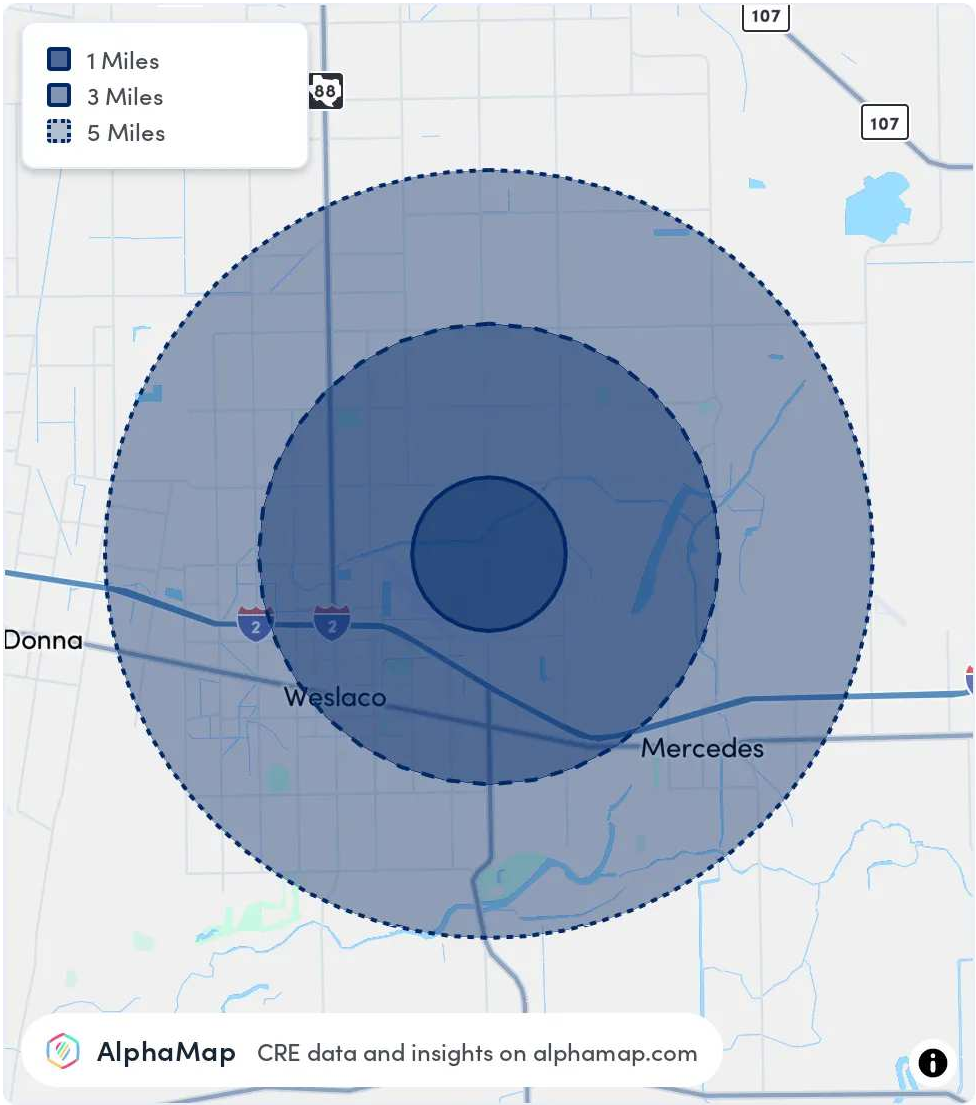 107
1 Miles
88
3 Miles
107
5 Miles
2
2
Donna
Weslaco
Mercedes
AlphaMap CRE data and insights on alphamap.com